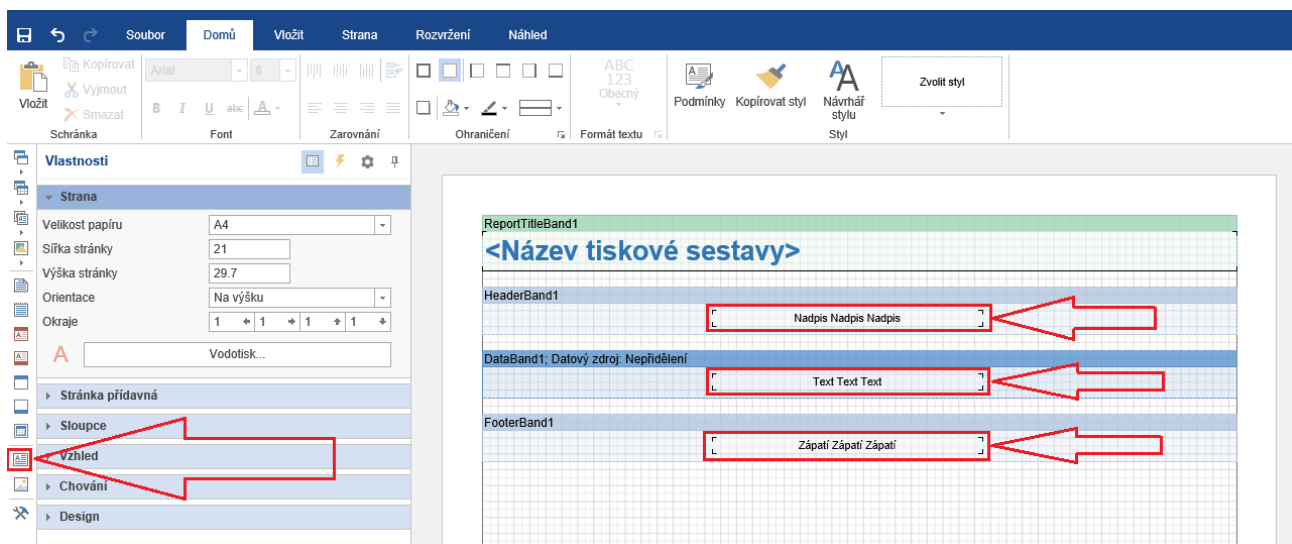 Soubor Domů Vložit Strana Rozvržení Náhled
Vložit
Kopírovat
Vyjmout
Smazat
Schránka
Arial 8
B I U abc A
Font
Zarovnání
Ohraničení
ABC
123
Obecný
Formát textu
Podmínky
Kopírovat styl
Návrhář
stylu
Zvolit styl
Styl
Vlastnosti
Strana
Velikost papíru A4
Šířka stránky 21
Výška stránky 29.7
Orientace Na výšku
Okraje 1 1 1 1
A Vodotisk...
Stránka přídavná
Sloupce
Vzhled
Chování
Design
ReportTitleBand1
<Název tiskové sestavy>
HeaderBand1
Nadpis Nadpis Nadpis
DataBand1; Datový zdroj: Nepřidělení
Text Text Text
FooterBand1
Zápatí Zápatí Zápatí